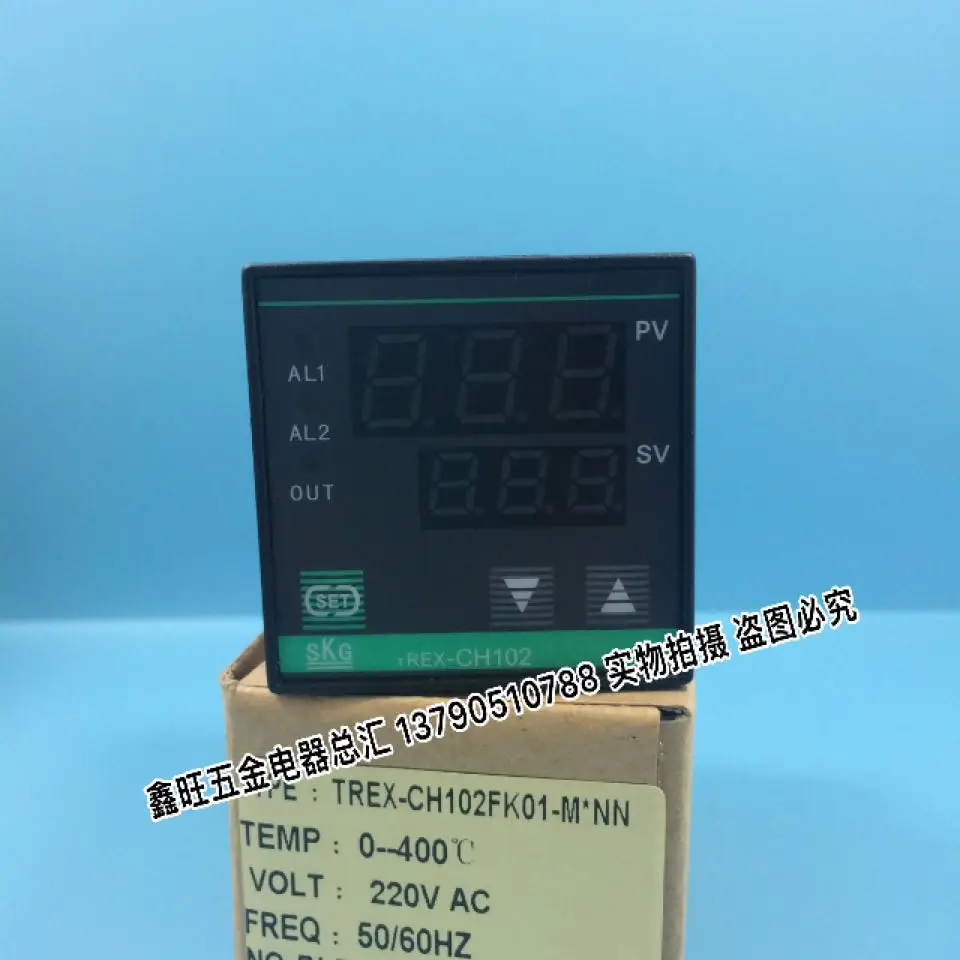 PV
AL1
AL2
SV
OUT
SET
SKG
TREX-CH102
鑫旺五金电器总汇 13790510788 实物拍摄 盗图必究
: TREX-CH102FK01-M*NN
TEMP : 0--400℃
VOLT : 220V AC
FREQ : 50/60HZ